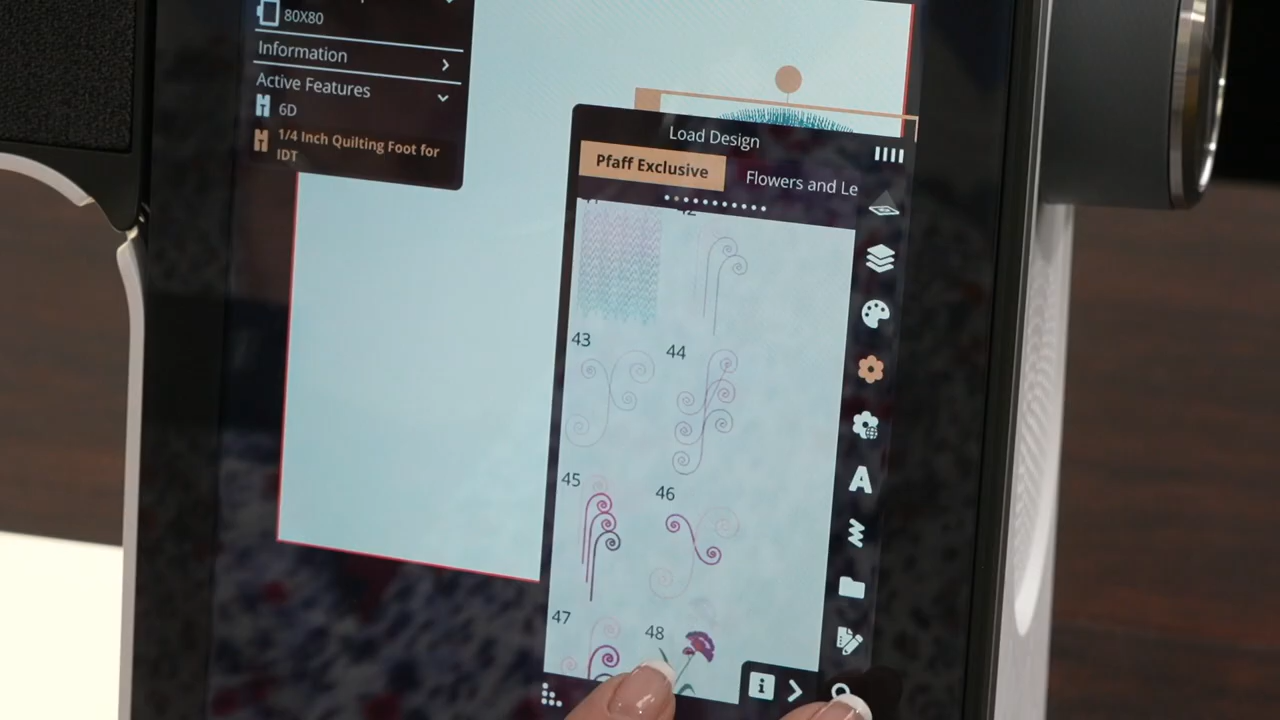 80X80
Information
Active Features
6D
1/4 Inch Quilting Foot for
IDT
Load Design
Pfaff Exclusive
Flowers and Le
42
43
44
45
46
47
48